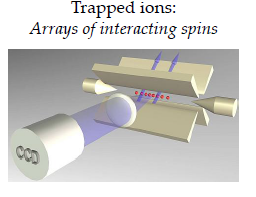 Trapped ions:
Arrays of interacting spins
CCD